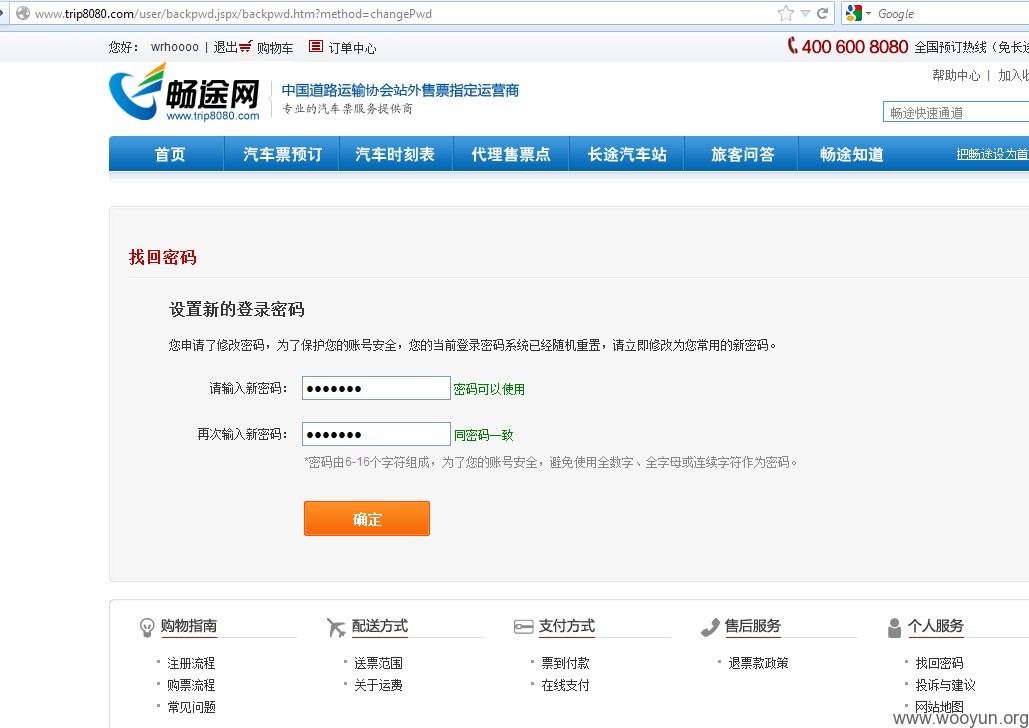 www.trip8080.com/user/backpwd.jspx/backpwd.htm?method=changePwd
Google
您好： wrhoooo | 退出 购物车 订单中心
400 600 8080 全国预订热线（免长途
帮助中心 | 加入收
畅途网
www.trip8080.com
中国道路运输协会站外售票指定运营商
专业的汽车票服务提供商
畅途快速通道
首页 汽车票预订 汽车时刻表 代理售票点 长途汽车站 旅客问答 畅途知道 把畅途设为首
找回密码
设置新的登录密码
您申请了修改密码，为了保护您的账号安全，您的当前登录密码系统已经随机重置，请立即修改为您常用的新密码。
请输入新密码： ●●●●●●● 密码可以使用
再次输入新密码： ●●●●●●● 同密码一致
*密码由6-16个字符组成，为了您的账号安全，避免使用全数字、全字母或连续字符作为密码。
确定
购物指南 配送方式 支付方式 售后服务 个人服务
注册流程 送票范围 票到付款 退票款政策 找回密码
购票流程 关于运费 在线支付 投诉与建议
常见问题 网站地图
www.wooyun.org